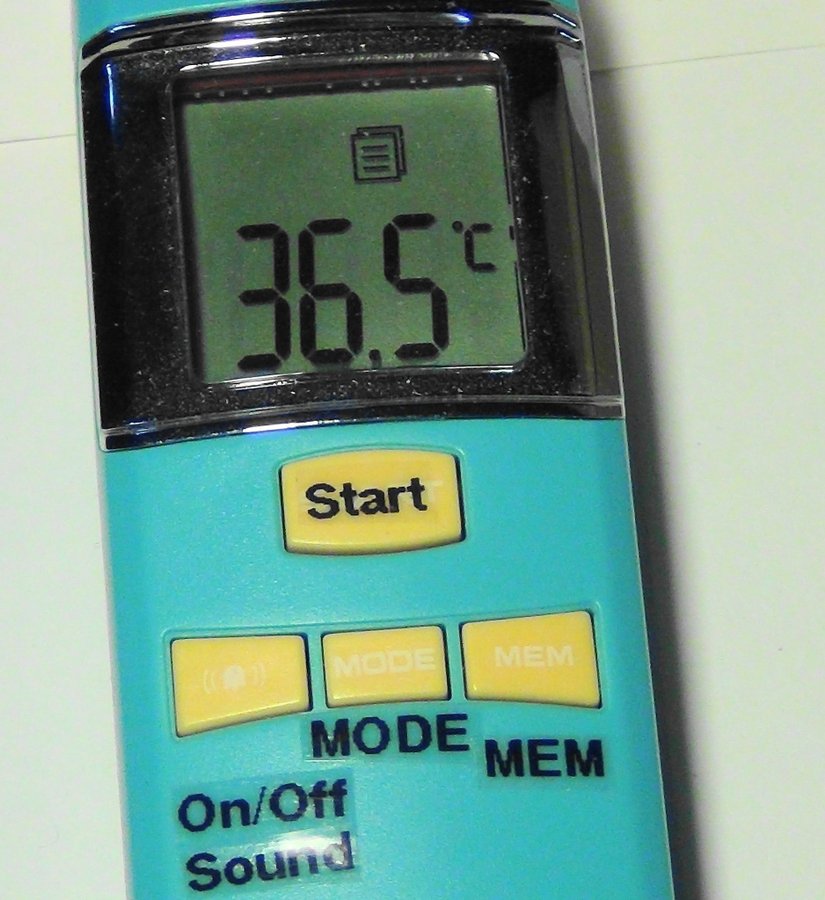 36.5 °C
Start
MODE MEM
MODE
MEM
On/Off
Sound